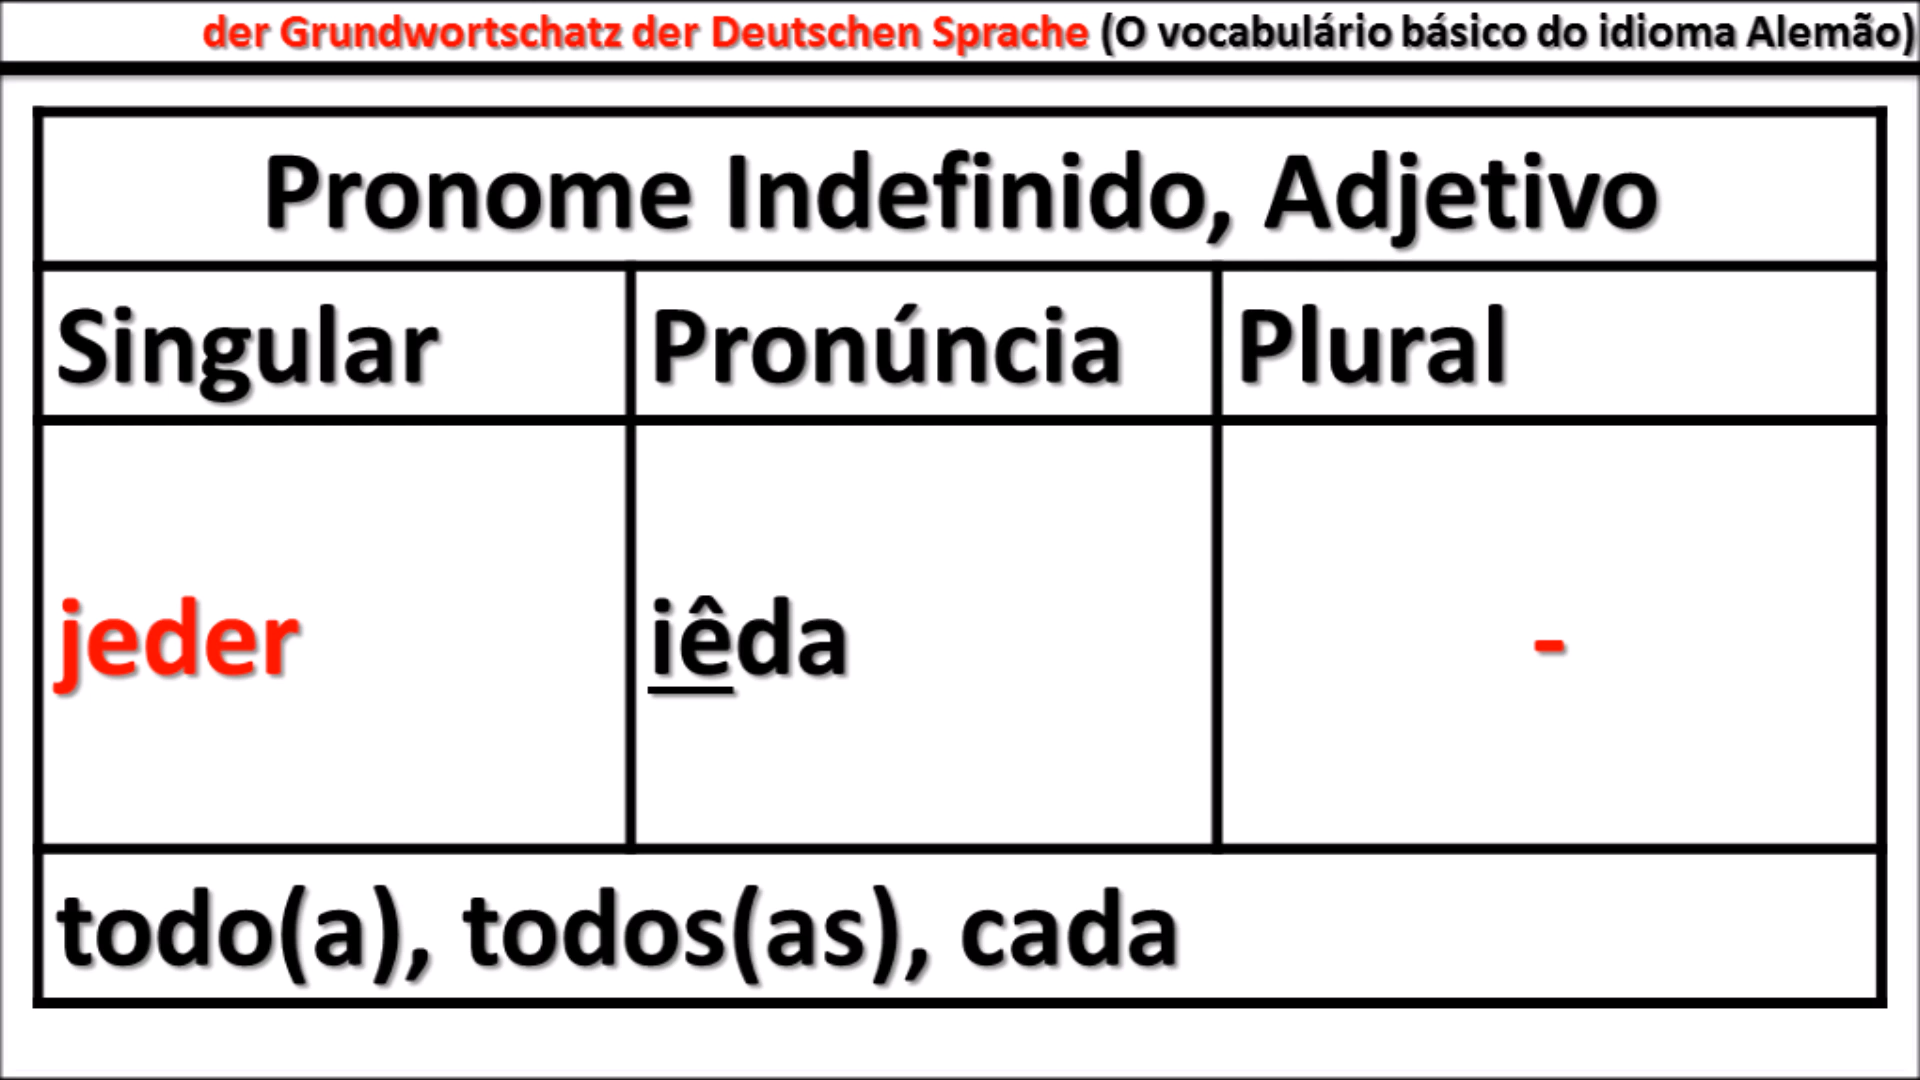 der Grundwortschatz der Deutschen Sprache (O vocabulário básico do idioma Alemão)
Pronome Indefinido, Adjetivo
Singular Pronúncia Plural
jeder iêda -
todo(a), todos(as), cada